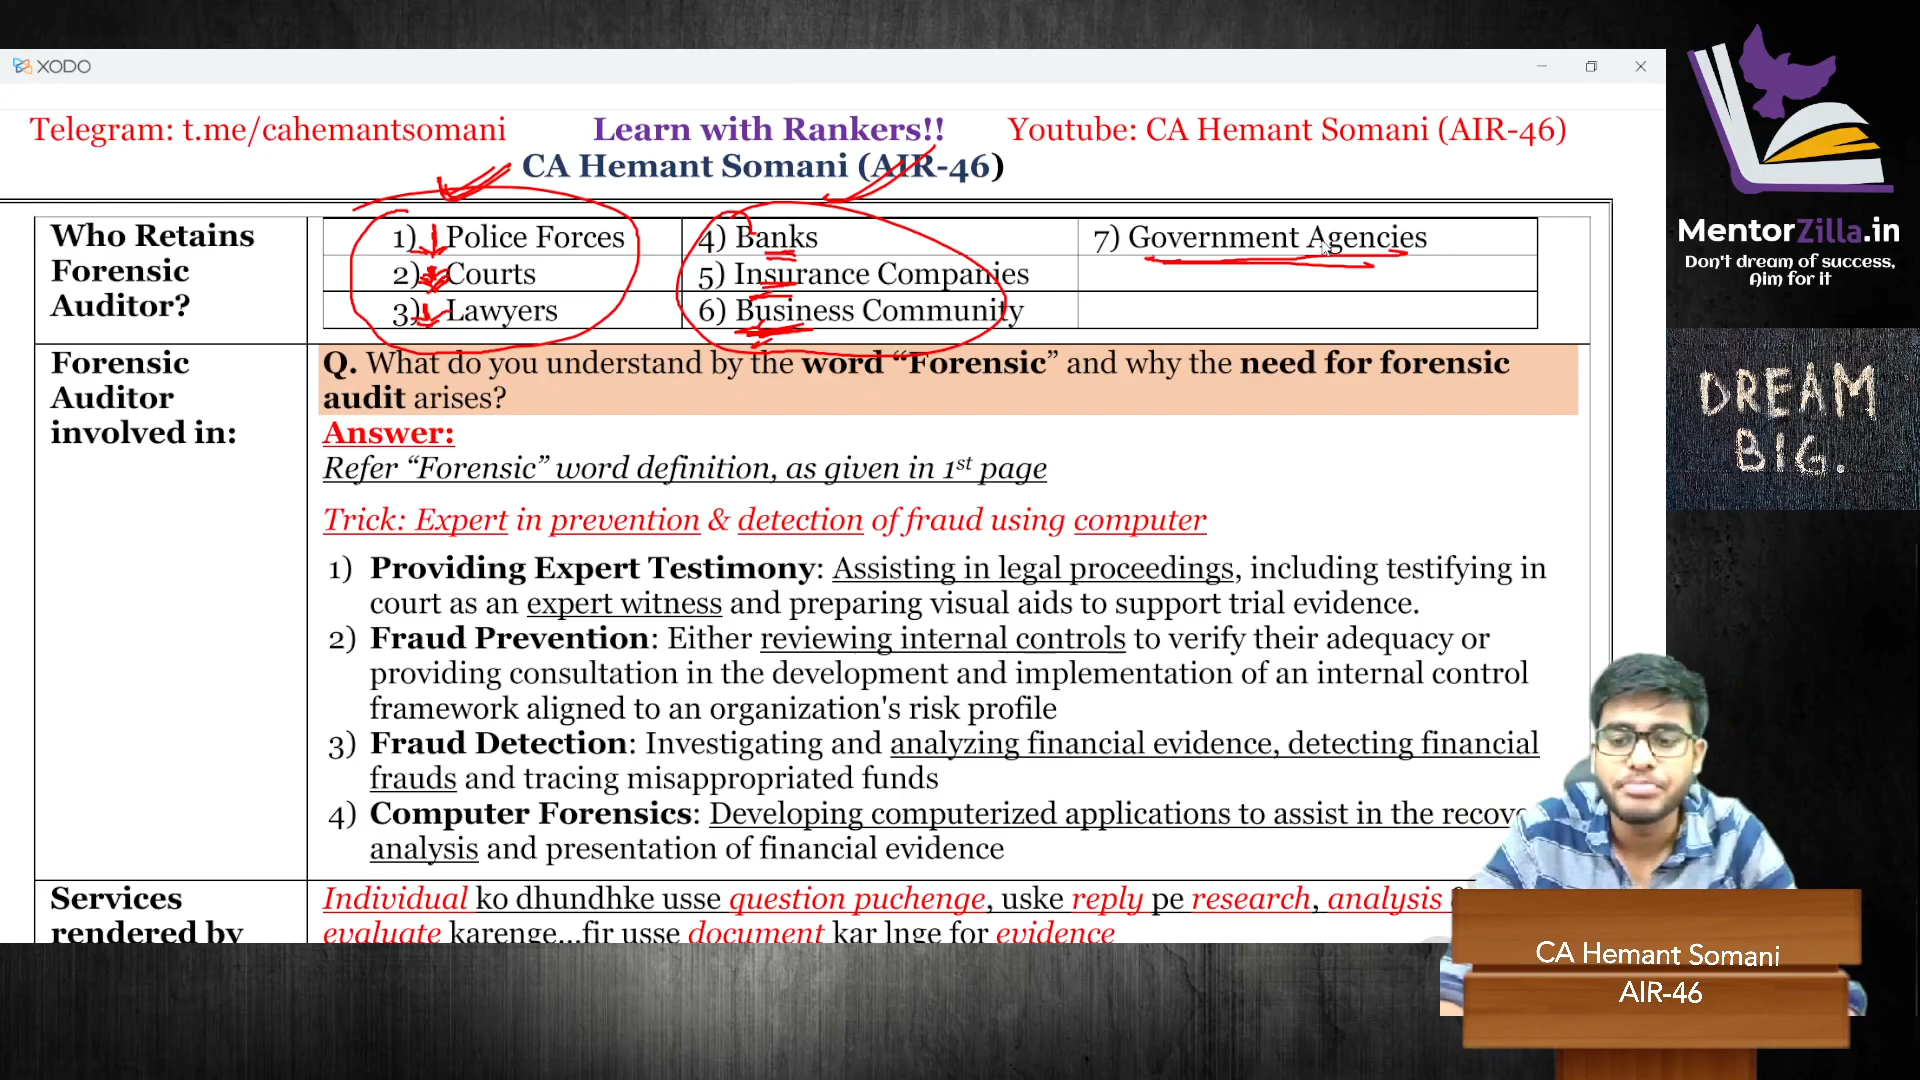 XODO
Telegram: t.me/cahemantsomani Learn with Rankers!! Youtube: CA Hemant Somani (AIR-46)
CA Hemant Somani (AIR-46)
Who Retains Forensic Auditor?
1) Police Forces 4) Banks 7) Government Agencies
2) Courts 5) Insurance Companies
3) Lawyers 6) Business Community
Forensic Auditor involved in:
Q. What do you understand by the word “Forensic” and why the need for forensic
audit arises?
Answer:
Refer “Forensic” word definition, as given in 1st page
Trick: Expert in prevention & detection of fraud using computer
1) Providing Expert Testimony: Assisting in legal proceedings, including testifying in
court as an expert witness and preparing visual aids to support trial evidence.
2) Fraud Prevention: Either reviewing internal controls to verify their adequacy or
providing consultation in the development and implementation of an internal control
framework aligned to an organization's risk profile
3) Fraud Detection: Investigating and analyzing financial evidence, detecting financial
frauds and tracing misappropriated funds
4) Computer Forensics: Developing computerized applications to assist in the
analysis and presentation of financial evidence
Services
rendered by
Individual ko dhundhke usse question puchenge, uske reply pe research, analysis
evaluate karenge...fir usse document kar lnge for evidence
MentorZilla.in
Don't dream of success,
Aim for it
DREAM
BIG.
CA Hemant Somani
AIR-46